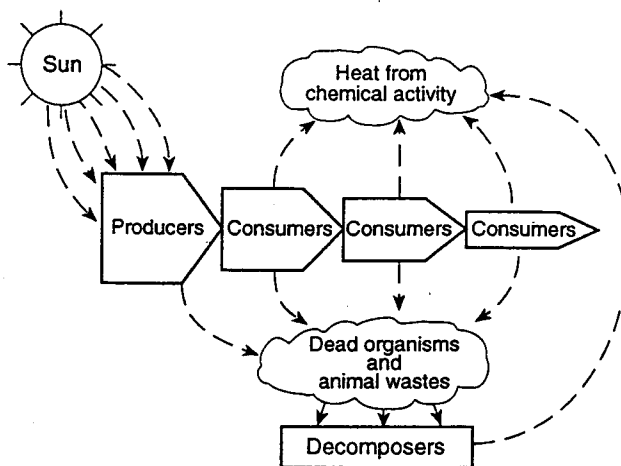 Sun
Heat from
chemical activity
Producers
Consumers
Consumers
Consumers
Dead organisms
and
animal wastes
Decomposers